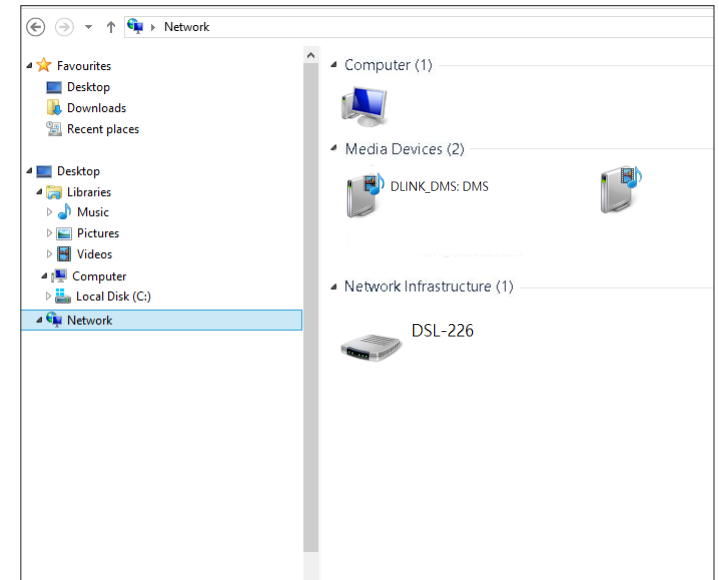 Network
Favourites
Desktop
Downloads
Recent places
Desktop
Libraries
Music
Pictures
Videos
Computer
Local Disk (C:)
Network
Computer (1)
Media Devices (2)
DLINK_DMS: DMS
Network Infrastructure (1)
DSL-226